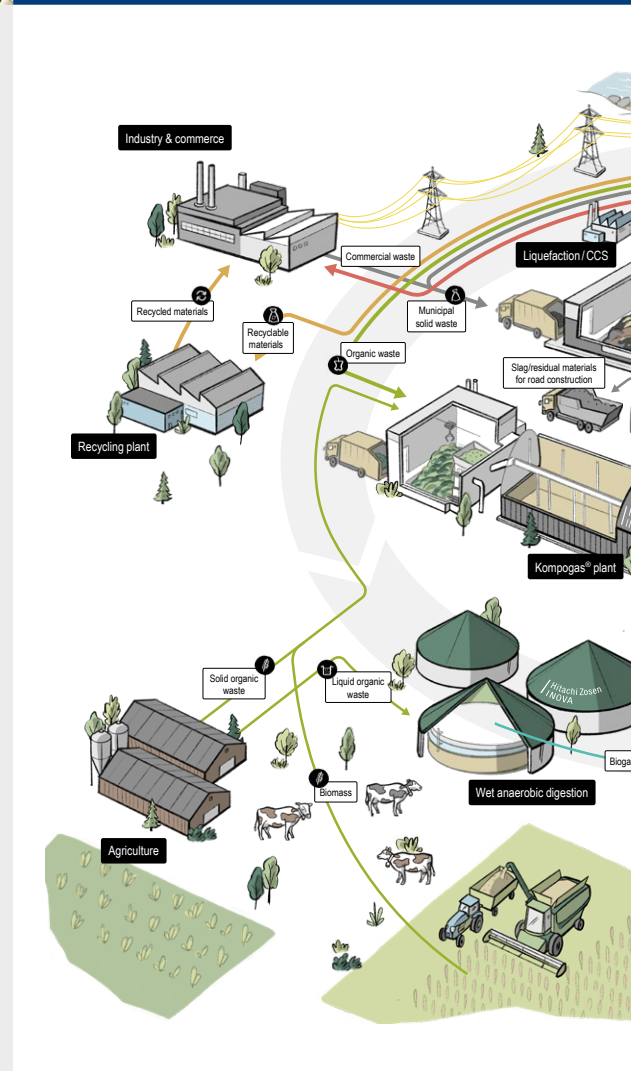 Industry & commerce
Commercial waste
Liquefaction / CCS
Recycled materials
Municipal
solid waste
Recyclable
materials
Organic waste
Slag/residual materials
for road construction
Recycling plant
Kompogas® plant
Solid organic
waste
Liquid organic
waste
Hitachi Zosen
INOVA
Biomass
Wet anaerobic digestion
Agriculture